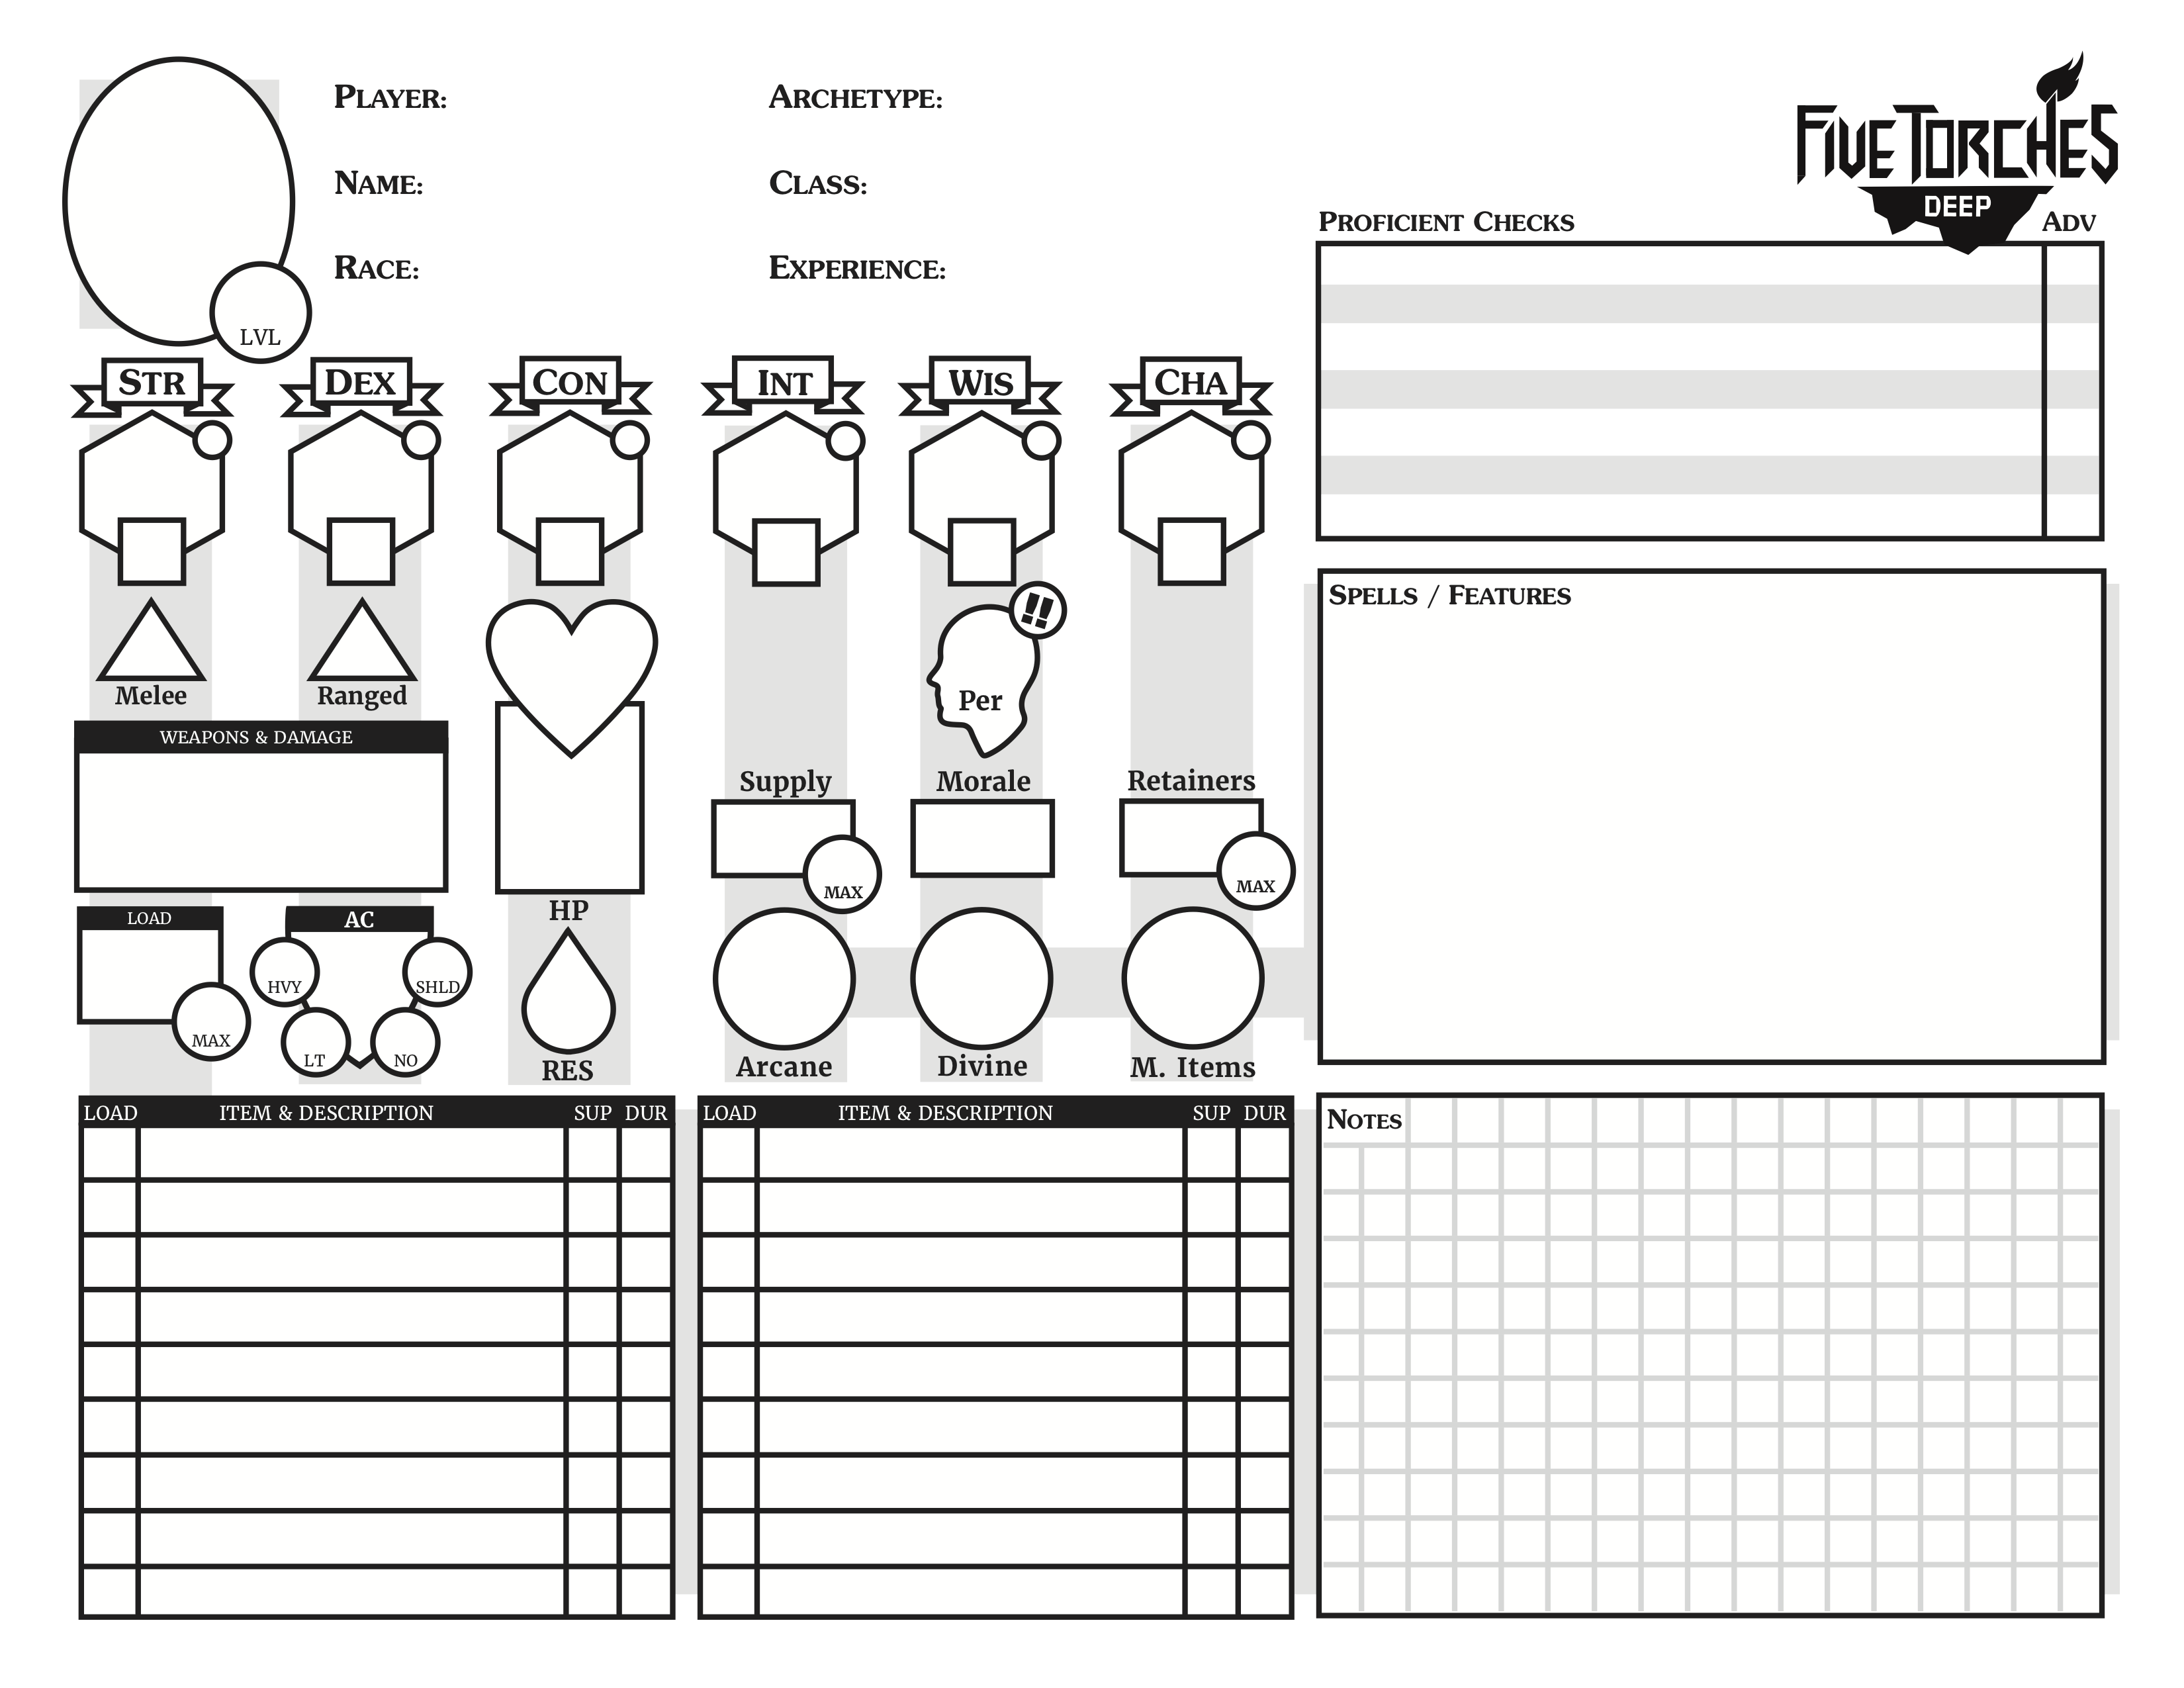 Player:
Archetype:
Five Torches
Deep
Name:
Class:
Race:
Experience:
LVL
Proficient Checks Adv
Str Dex Con Int Wis Cha
Spells / Features
!!
Per
Melee Ranged
WEAPONS & DAMAGE
Supply Morale Retainers
MAX MAX
LOAD AC HP
HVY SHLD
MAX LT NO
RES Arcane Divine M. Items
LOAD ITEM & DESCRIPTION SUP DUR
LOAD ITEM & DESCRIPTION SUP DUR
Notes